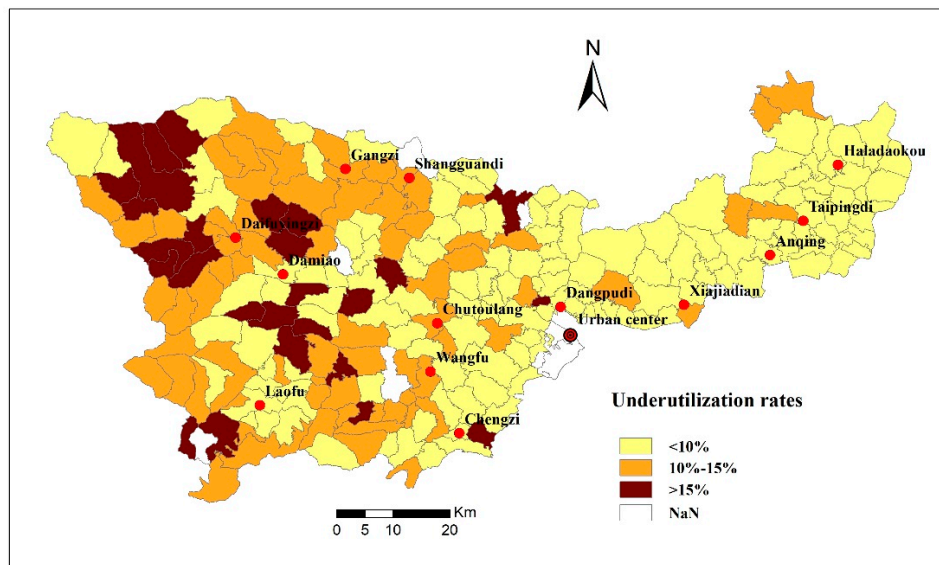 N
Haladaokou
Gangzi
Shangguandi
Taipingdi
Daifuyingzi
Anqing
Damiao
Xiajiadian
Dangpudi
Chutoulang
Urban center
Wangfu
Laofu
Underutilization rates
Chengzi
<10%
10%-15%
>15%
NaN
Km
0 5 10 20